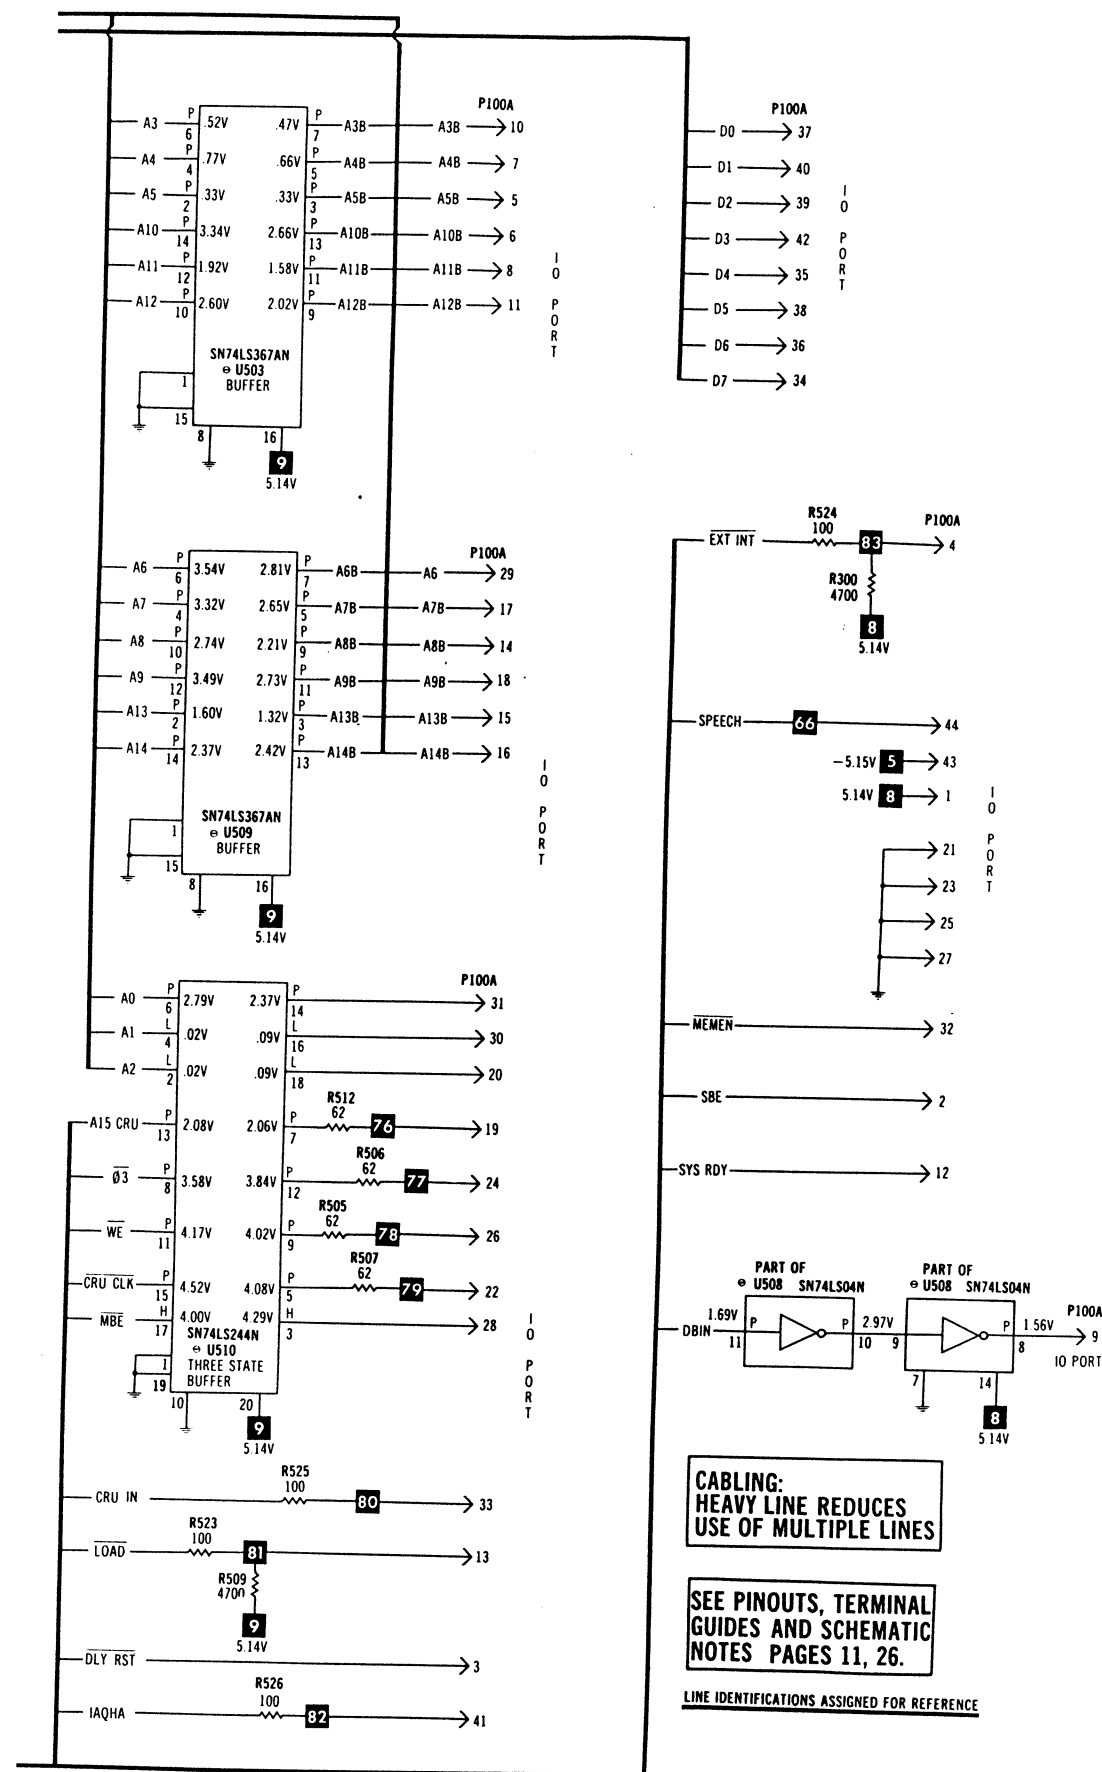 P100A
A3 P 6 .52V .47V P 7 A3B A3B 10
A4 P 4 .77V .66V P 5 A4B A4B 7
A5 P 2 .33V .33V P 3 A5B A5B 5
A10 P 14 3.34V 2.66V P 13 A10B A10B 6
A11 P 12 1.92V 1.58V P 11 A11B A11B 8
A12 P 10 2.60V 2.02V P 9 A12B A12B 11
IO PORT
SN74LS367AN
⊖ U503
BUFFER
1
15
8 16
9
5.14V
P100A
D0 37
D1 40
D2 39
D3 42
D4 35
D5 38
D6 36
D7 34
IO PORT
P100A
A6 P 6 3.54V 2.81V P 7 A6B A6 29
A7 P 4 3.32V 2.65V P 5 A7B A7B 17
A8 P 10 2.74V 2.21V P 9 A8B A8B 14
A9 P 12 3.49V 2.73V P 11 A9B A9B 18
A13 P 2 1.60V 1.32V P 3 A13B A13B 15
A14 P 14 2.37V 2.42V P 13 A14B A14B 16
IO PORT
SN74LS367AN
⊖ U509
BUFFER
1
15
8 16
9
5.14V
R524
100
P100A
EXT INT 83 4
R300
4700
8
5.14V
SPEECH 66 44
−5.15V 5 43
5.14V 8 1
21
23
25
27
IO PORT
MEMEN 32
SBE 2
SYS RDY 12
P100A
A0 P 6 2.79V 2.37V P 14 31
A1 L 4 .02V .09V L 16 30
A2 L 2 .02V .09V L 18 20
R512
62
A15 CRU P 13 2.08V 2.06V P 7 76 19
R506
62
Ø3 P 8 3.58V 3.84V P 12 77 24
R505
62
WE P 11 4.17V 4.02V P 9 78 26
R507
62
CRU CLK P 15 4.52V 4.08V P 5 79 22
MBE H 17 4.00V 4.29V H 3 28
IO PORT
SN74LS244N
⊖ U510
THREE STATE
BUFFER
1
19
10 20
9
5.14V
PART OF
⊖ U508 SN74LS04N
PART OF
⊖ U508 SN74LS04N
P100A
DBIN 1.69V 11 P P 10 2.97V 9 P 8 1.56V 9
IO PORT
7 14
8
5.14V
R525
100
CRU IN 80 33
R523
100
LOAD 81 13
R509
4700
9
5.14V
DLY RST 3
R526
100
IAQHA 82 41
CABLING:
HEAVY LINE REDUCES
USE OF MULTIPLE LINES
SEE PINOUTS, TERMINAL
GUIDES AND SCHEMATIC
NOTES PAGES 11, 26.
LINE IDENTIFICATIONS ASSIGNED FOR REFERENCE